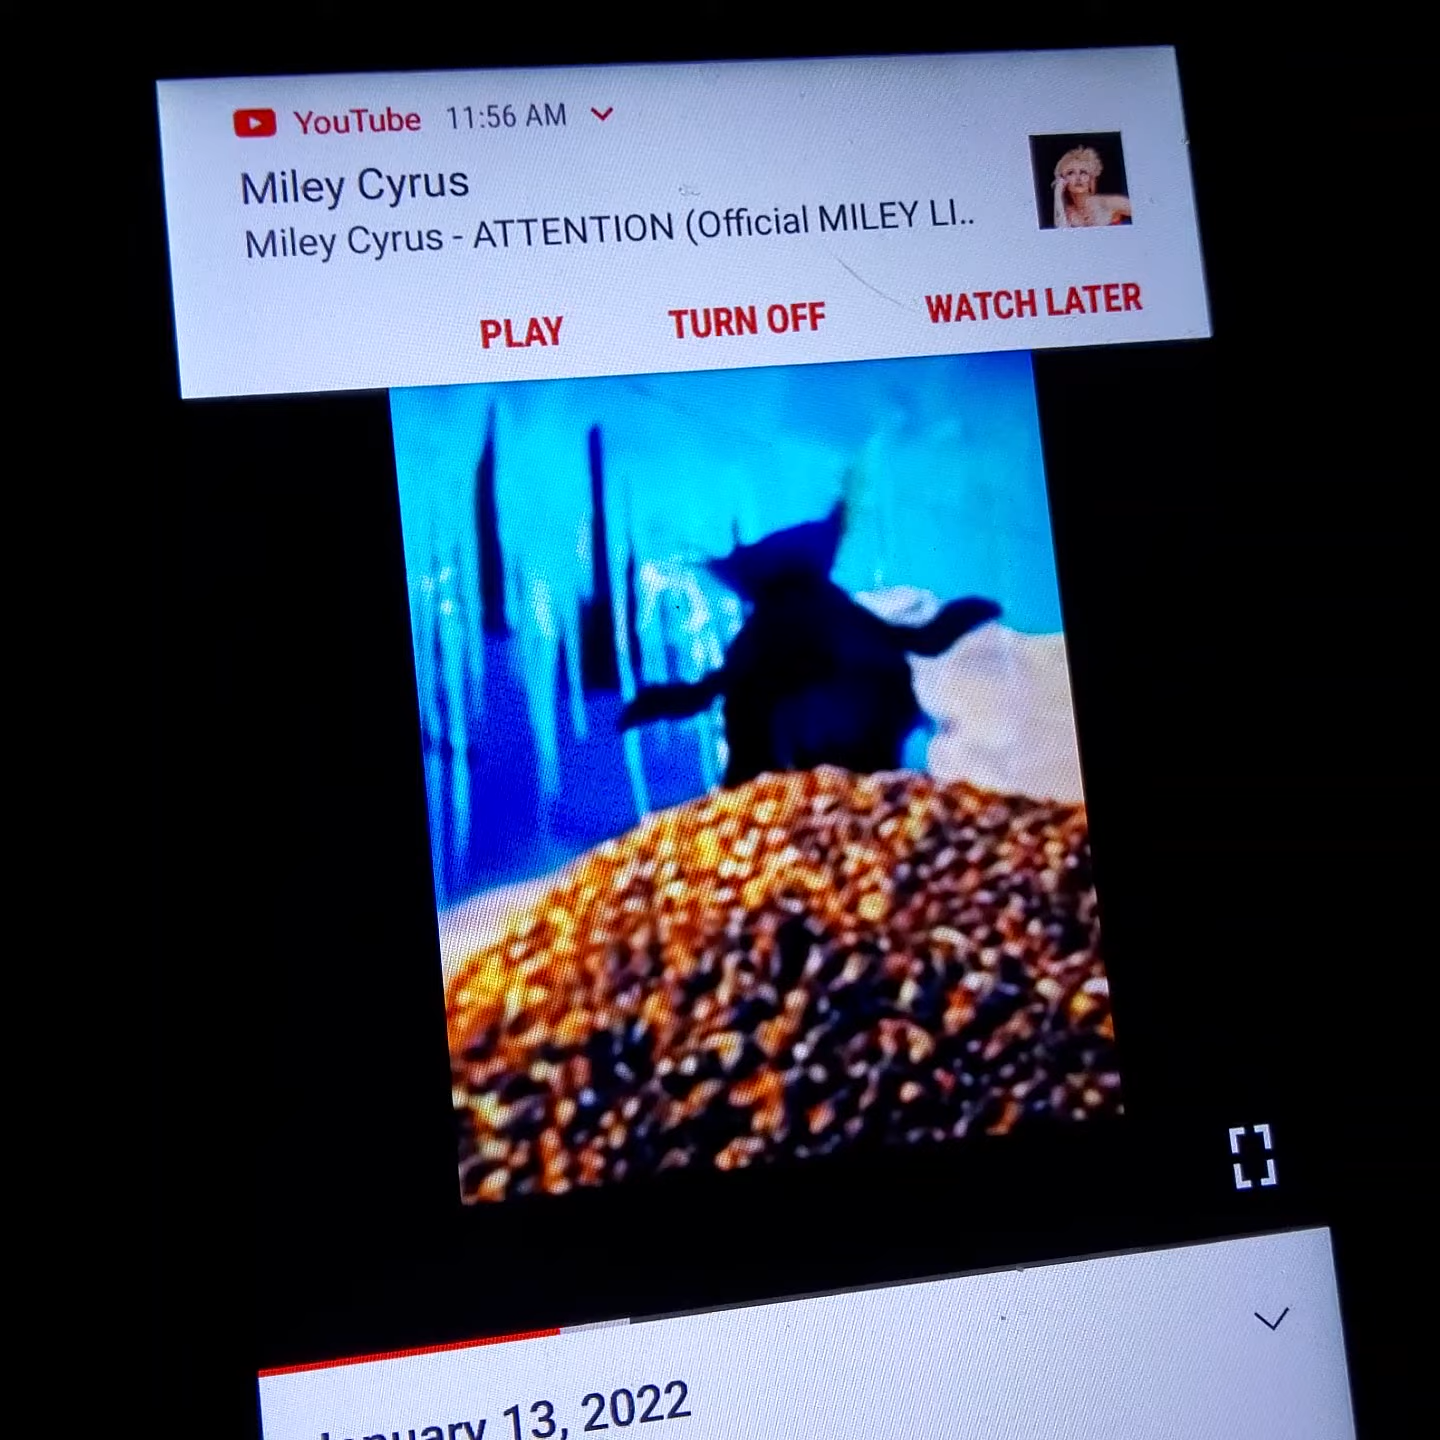 YouTube 11:56 AM
Miley Cyrus
Miley Cyrus - ATTENTION (Official MILEY LI..
PLAY TURN OFF WATCH LATER
January 13, 2022